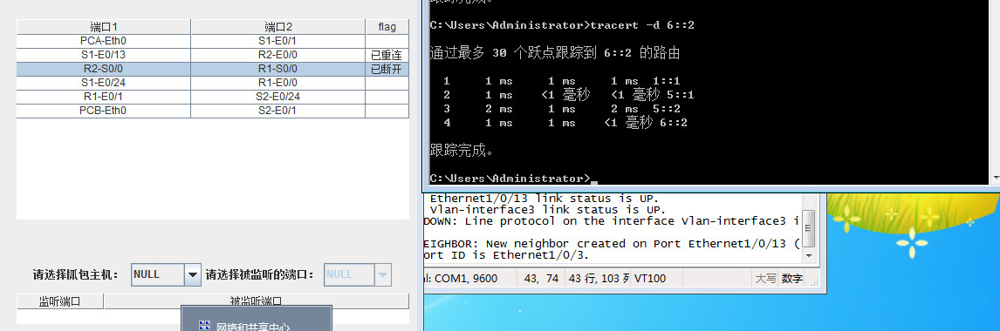 端口1 端口2 flag
PCA-Eth0 S1-E0/1
S1-E0/13 R2-E0/0 已重连
R2-S0/0 R1-S0/0 已断开
S1-E0/24 R1-E0/0
R1-E0/1 S2-E0/24
PCB-Eth0 S2-E0/1
请选择抓包主机： NULL 请选择被监听的端口： NULL
监听端口 被监听端口
网络和共享中心
跟踪完成。
C:\Users\Administrator>tracert -d 6::2
通过最多 30 个跃点跟踪到 6::2 的路由
1 1 ms 1 ms 1 ms 1::1
2 1 ms <1 毫秒 <1 毫秒 5::1
3 2 ms 1 ms 2 ms 5::2
4 1 ms 1 ms <1 毫秒 6::2
跟踪完成。
C:\Users\Administrator>_
Ethernet1/0/13 link status is UP.
Vlan-interface3 link status is UP.
DOWN: Line protocol on the interface Vlan-interface3 i
EIGHBOR: New neighbor created on Port Ethernet1/0/13 (
ort ID is Ethernet1/0/3.
al: COM1, 9600 43, 74 43 行, 103 列 VT100 大写 数字